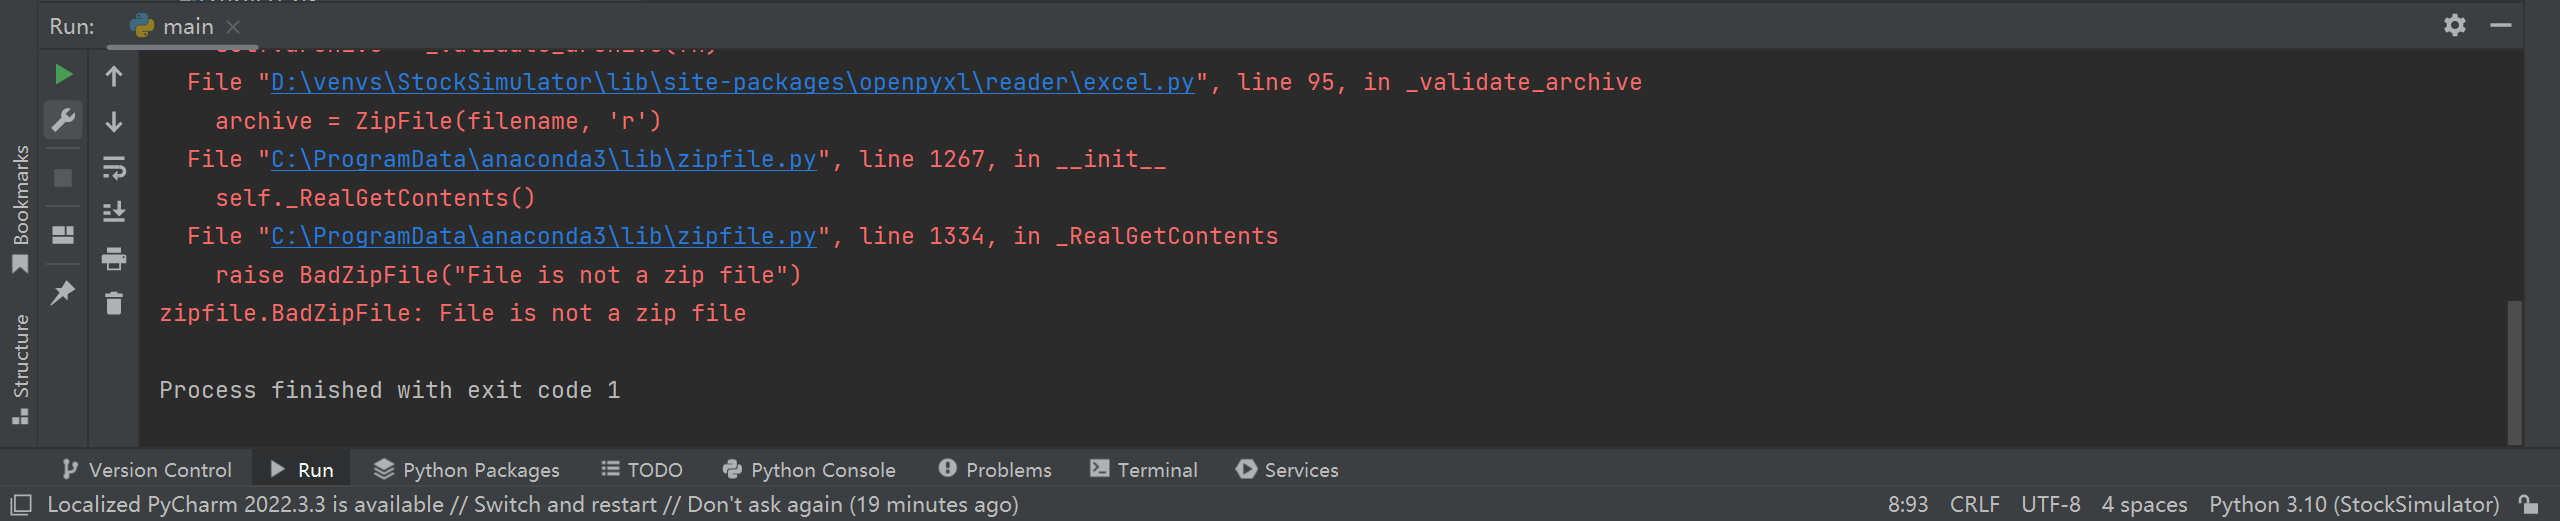 Run: main
File "D:\venvs\StockSimulator\lib\site-packages\openpyxl\reader\excel.py", line 95, in _validate_archive
archive = ZipFile(filename, 'r')
File "C:\ProgramData\anaconda3\lib\zipfile.py", line 1267, in __init__
self._RealGetContents()
File "C:\ProgramData\anaconda3\lib\zipfile.py", line 1334, in _RealGetContents
raise BadZipFile("File is not a zip file")
zipfile.BadZipFile: File is not a zip file
Process finished with exit code 1
Bookmarks
Structure
Version Control Run Python Packages TODO Python Console Problems Terminal Services
Localized PyCharm 2022.3.3 is available // Switch and restart // Don't ask again (19 minutes ago) 8:93 CRLF UTF-8 4 spaces Python 3.10 (StockSimulator)